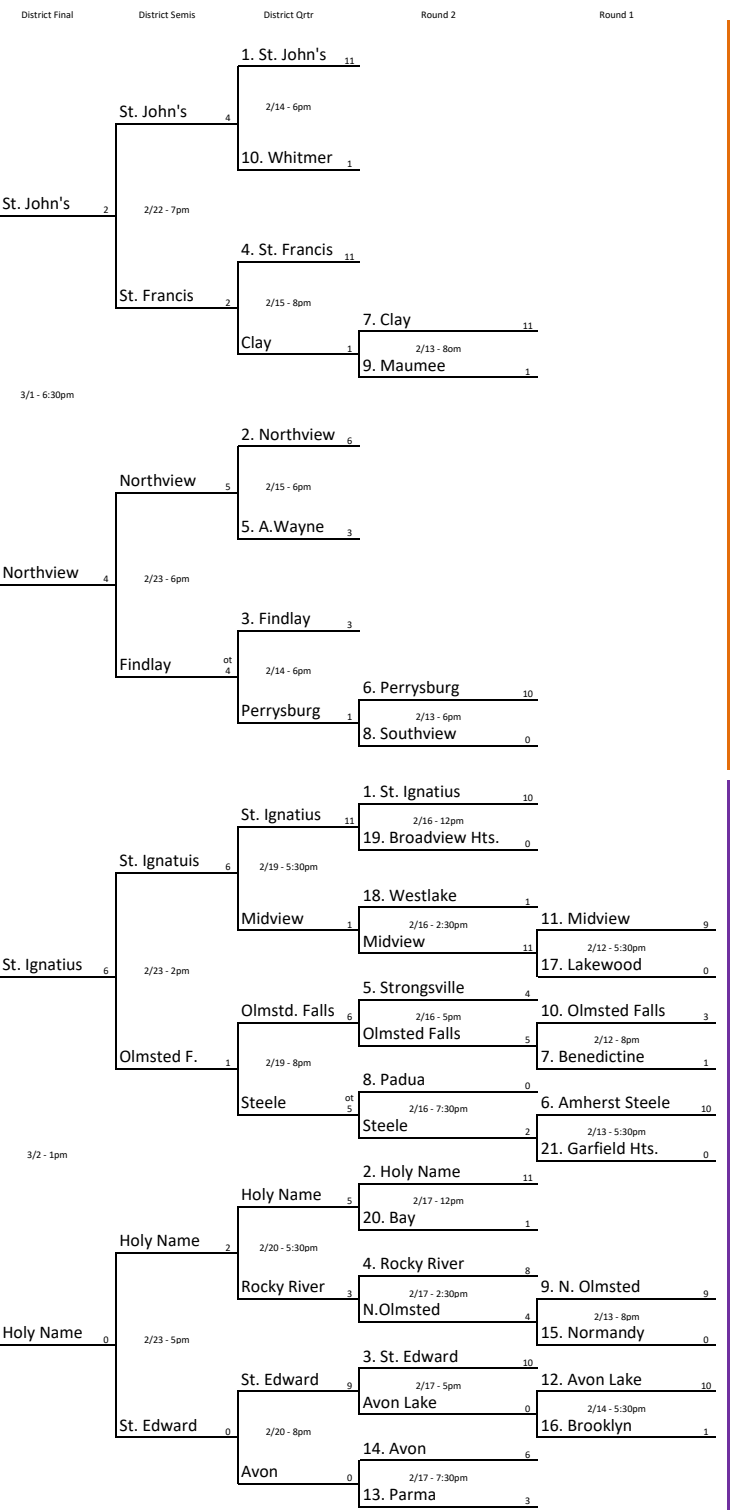 District Final District Semis District Qrtr Round 2 Round 1
1. St. John's 11
2/14 - 6pm
St. John's 4
10. Whitmer 1
St. John's 2
2/22 - 7pm
4. St. Francis 11
St. Francis 2
2/15 - 8pm
7. Clay 11
Clay 1
2/13 - 8om
9. Maumee 1
3/1 - 6:30pm
2. Northview 6
Northview 5
2/15 - 6pm
5. A.Wayne 3
Northview 4
2/23 - 6pm
3. Findlay 3
Findlay ot 4
2/14 - 6pm
6. Perrysburg 10
Perrysburg 1
2/13 - 6pm
8. Southview 0
1. St. Ignatius 10
St. Ignatius 11
2/16 - 12pm
19. Broadview Hts. 0
St. Ignatuis 6
2/19 - 5:30pm
18. Westlake 1
Midview 1
2/16 - 2:30pm
11. Midview 9
Midview 11
2/12 - 5:30pm
17. Lakewood 0
St. Ignatius 6
2/23 - 2pm
5. Strongsville 4
Olmstd. Falls 6
2/16 - 5pm
10. Olmsted Falls 3
Olmsted Falls 5
2/12 - 8pm
7. Benedictine 1
Olmsted F. 1
2/19 - 8pm
8. Padua 0
Steele ot 5
2/16 - 7:30pm
6. Amherst Steele 10
Steele 2
2/13 - 5:30pm
21. Garfield Hts. 0
3/2 - 1pm
2. Holy Name 11
Holy Name 5
2/17 - 12pm
20. Bay 1
Holy Name 2
2/20 - 5:30pm
4. Rocky River 8
Rocky River 3
2/17 - 2:30pm
9. N. Olmsted 9
N.Olmsted 4
2/13 - 8pm
15. Normandy 0
Holy Name 0
2/23 - 5pm
3. St. Edward 10
St. Edward 9
2/17 - 5pm
12. Avon Lake 10
Avon Lake 0
2/14 - 5:30pm
16. Brooklyn 1
St. Edward 0
2/20 - 8pm
14. Avon 6
Avon 0
2/17 - 7:30pm
13. Parma 3